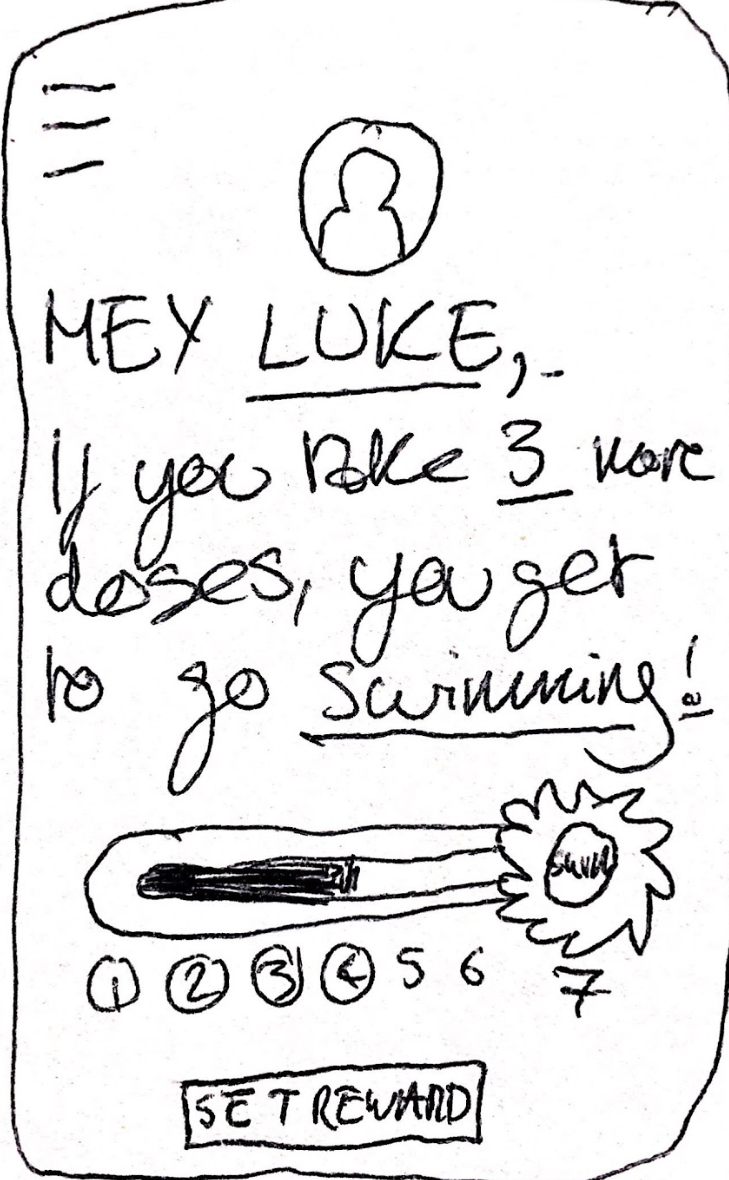 HEY LUKE,
If you take 3 more
doses, you get
to go swimming!
swim
1 2 3 4 5 6 7
SET REWARD